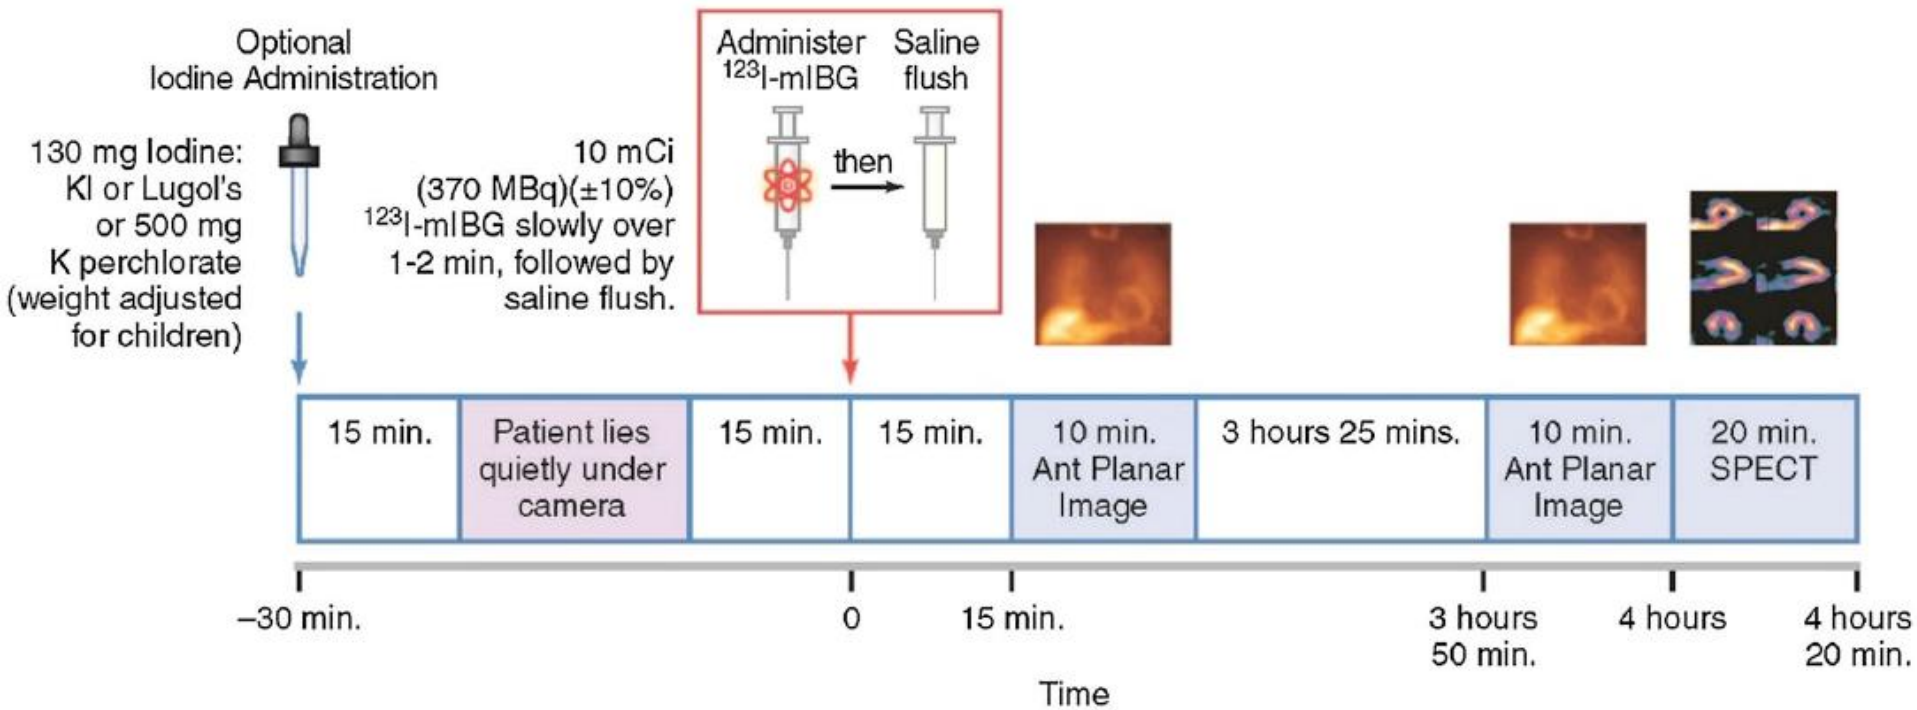 Optional
Iodine Administration
130 mg Iodine:
KI or Lugol's
or 500 mg
K perchlorate
(weight adjusted
for children)
10 mCi
(370 MBq)(±10%)
¹²³I-mIBG slowly over
1-2 min, followed by
saline flush.
Administer
¹²³I-mIBG
Saline
flush
then
15 min.
Patient lies
quietly under
camera
15 min.
15 min.
10 min.
Ant Planar
Image
3 hours 25 mins.
10 min.
Ant Planar
Image
20 min.
SPECT
–30 min.
0
15 min.
3 hours
50 min.
4 hours
4 hours
20 min.
Time